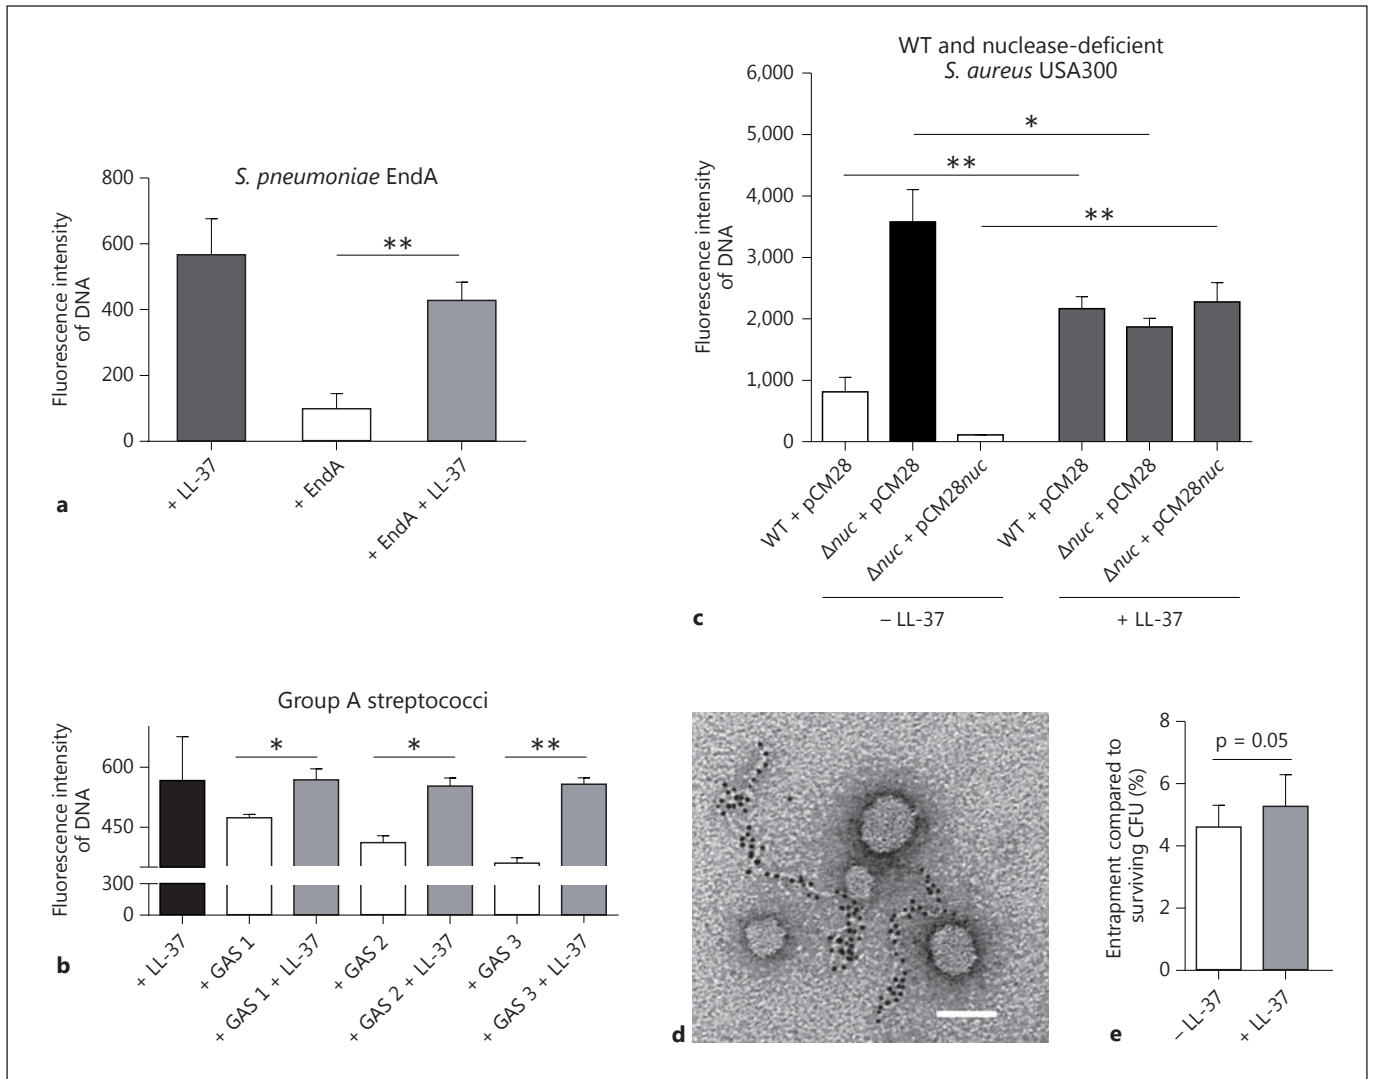 S. pneumoniae EndA
Fluorescence intensity
of DNA
800
600
400
200
0
**
+ LL-37
+ EndA
+ EndA + LL-37
a
WT and nuclease-deficient
S. aureus USA300
Fluorescence intensity
of DNA
6,000
5,000
4,000
3,000
2,000
1,000
0
*
**
**
WT + pCM28
Δnuc + pCM28
Δnuc + pCM28nuc
WT + pCM28
Δnuc + pCM28
Δnuc + pCM28nuc
– LL-37
+ LL-37
c
Group A streptococci
Fluorescence intensity
of DNA
600
450
300
0
*
*
**
+ LL-37
+ GAS 1
+ GAS 1 + LL-37
+ GAS 2
+ GAS 2 + LL-37
+ GAS 3
+ GAS 3 + LL-37
b
d
Entrapment compared to
surviving CFU (%)
8
6
4
2
0
p = 0.05
– LL-37
+ LL-37
e